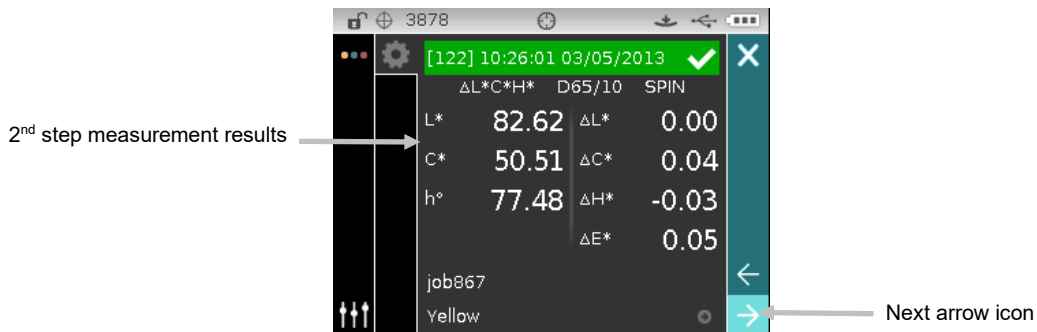 3878
[122] 10:26:01 03/05/2013
ΔL*C*H* D65/10 SPIN
L* 82.62 ΔL* 0.00
2nd step measurement results
C* 50.51 ΔC* 0.04
h° 77.48 ΔH* -0.03
ΔE* 0.05
job867
Yellow
Next arrow icon